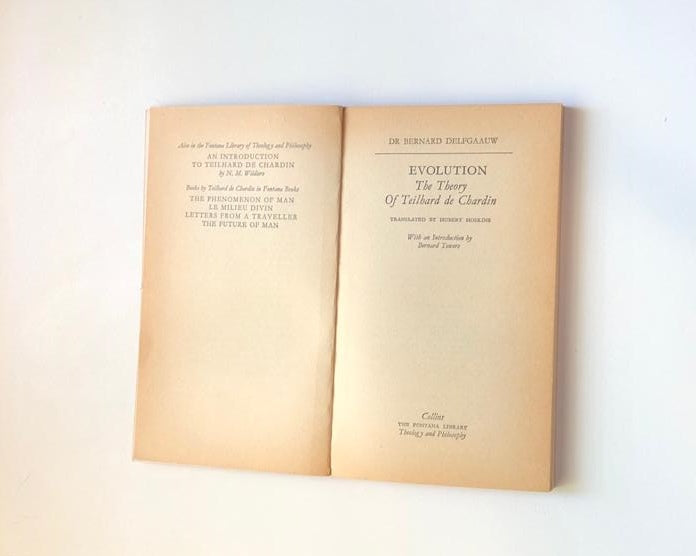 Also in the Fontana Library of Theology and Philosophy
AN INTRODUCTION
TO TEILHARD DE CHARDIN
by N. M. Wildiers
Books by Teilhard de Chardin in Fontana Books
THE PHENOMENON OF MAN
LE MILIEU DIVIN
LETTERS FROM A TRAVELLER
THE FUTURE OF MAN
DR BERNARD DELFGAAUW
EVOLUTION
The Theory
Of Teilhard de Chardin
TRANSLATED BY HUBERT HOSKINS
With an Introduction by
Bernard Towers
Collins
THE FONTANA LIBRARY
Theology and Philosophy